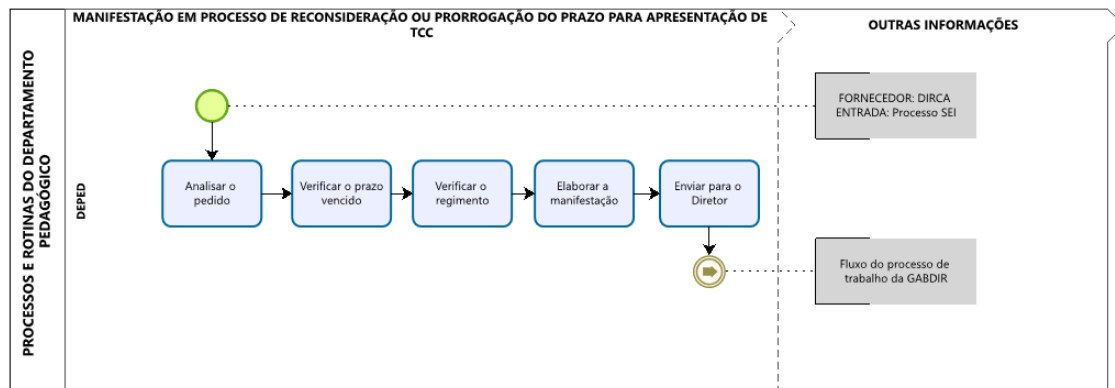 MANIFESTAÇÃO EM PROCESSO DE RECONSIDERAÇÃO OU PRORROGAÇÃO DO PRAZO PARA APRESENTAÇÃO DE
TCC
OUTRAS INFORMAÇÕES
PROCESSOS E ROTINAS DO DEPARTAMENTO
PEDAGÓGICO
DEPED
FORNECEDOR: DIRCA
ENTRADA: Processo SEI
Analisar o
pedido
Verificar o prazo
vencido
Verificar o
regimento
Elaborar a
manifestação
Enviar para o
Diretor
Fluxo do processo de
trabalho da GABDIR